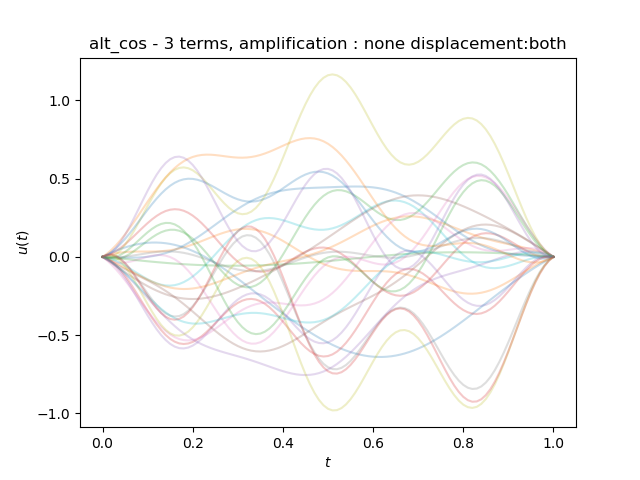 alt_cos - 3 terms, amplification : none displacement:both
1.0
0.5
0.0
−0.5
−1.0
u(t)
0.0 0.2 0.4 0.6 0.8 1.0
t